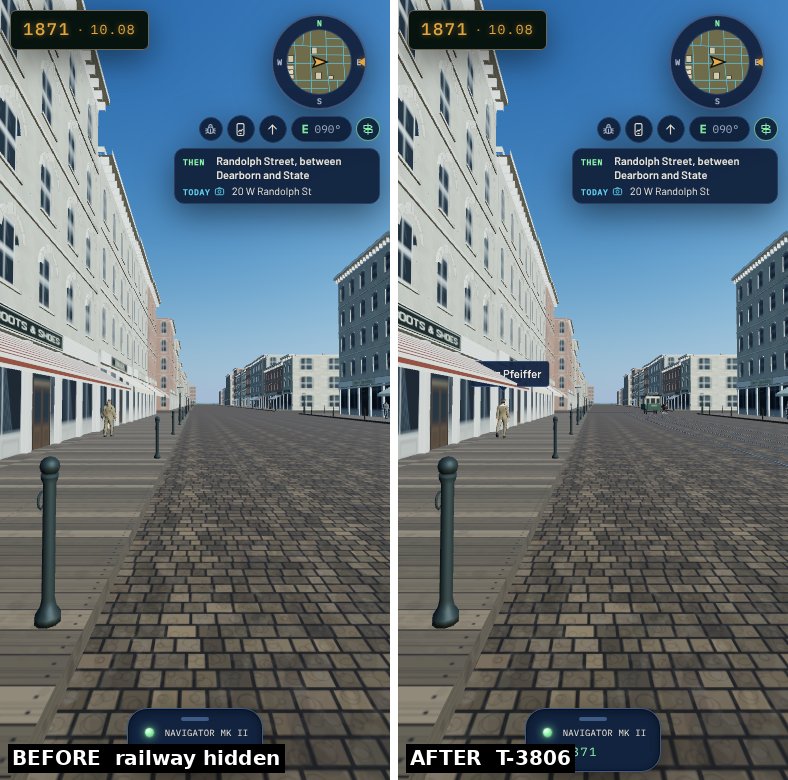 1871 · 10.08
N
W E
S
E 090°
THEN Randolph Street, between
Dearborn and State
TODAY 20 W Randolph St
OOTS & SHOES
NAVIGATOR MK II
BEFORE railway hidden
1871 · 10.08
N
W E
S
E 090°
THEN Randolph Street, between
Dearborn and State
TODAY 20 W Randolph St
OOTS & SHOES
Pfeiffer
NAVIGATOR MK II
871
AFTER T-3806